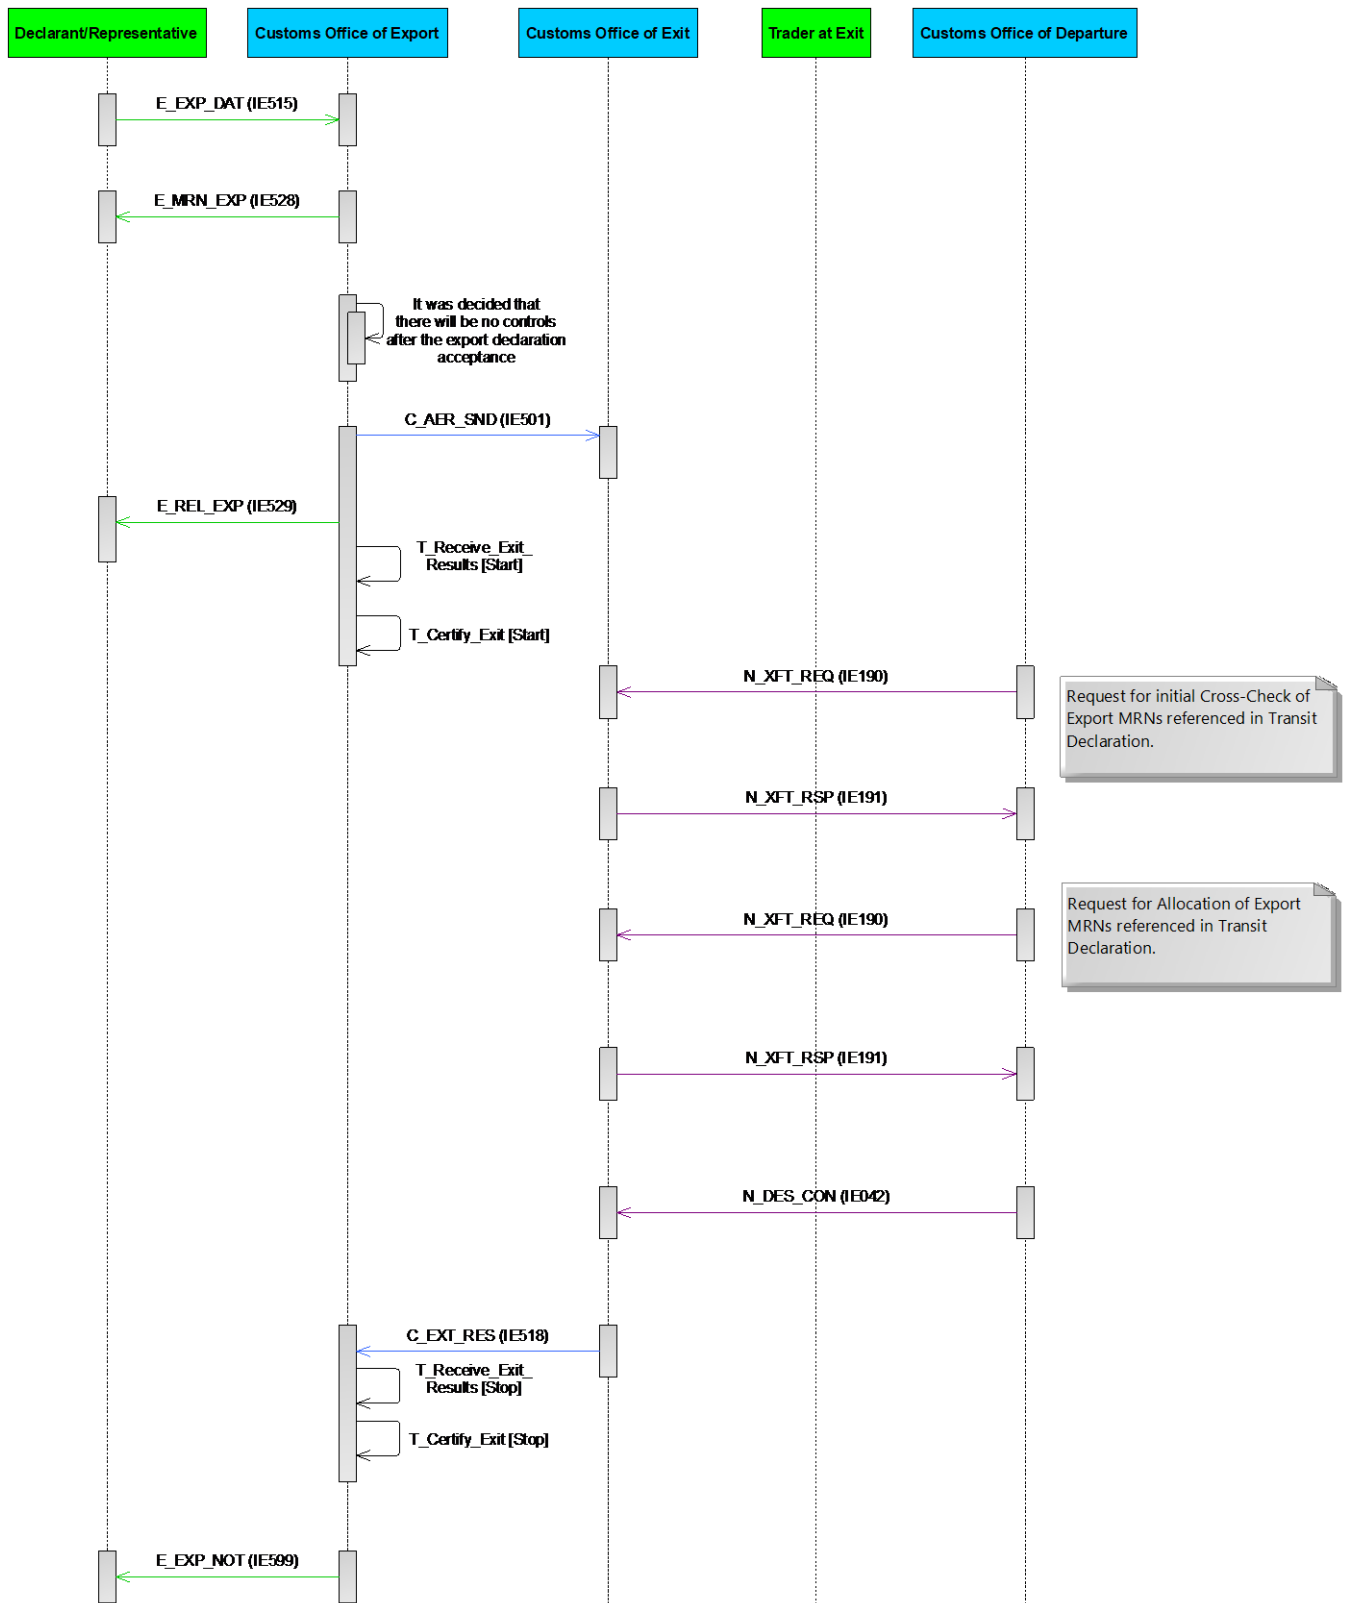 Declarant/Representative
Customs Office of Export
Customs Office of Exit
Trader at Exit
Customs Office of Departure
E_EXP_DAT (IE515)
E_MRN_EXP (IE528)
It was decided that
there will be no controls
after the export declaration
acceptance
C_AER_SND (IE501)
E_REL_EXP (IE529)
T_Receive_Exit_
Results [Start]
T_Certify_Exit [Start]
N_XFT_REQ (IE190)
Request for initial Cross-Check of
Export MRNs referenced in Transit
Declaration.
N_XFT_RSP (IE191)
N_XFT_REQ (IE190)
Request for Allocation of Export
MRNs referenced in Transit
Declaration.
N_XFT_RSP (IE191)
N_DES_CON (IE042)
C_EXT_RES (IE518)
T_Receive_Exit_
Results [Stop]
T_Certify_Exit [Stop]
E_EXP_NOT (IE599)